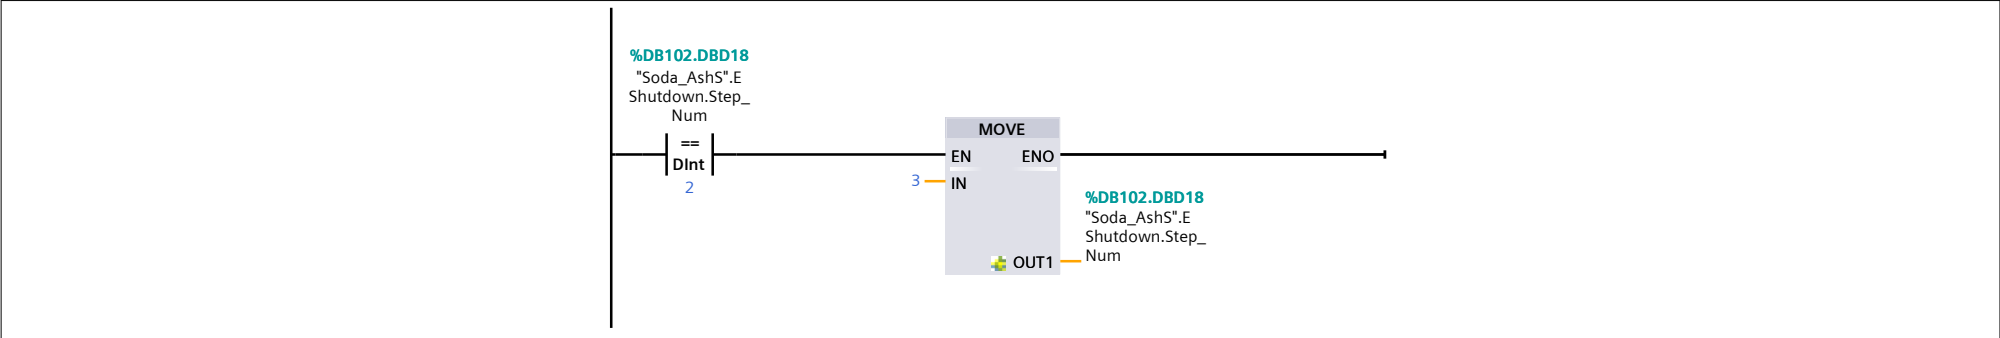 %DB102.DBD18
"Soda_AshS".E
Shutdown.Step_
Num
==
DInt
2
MOVE
EN ENO
3 IN
%DB102.DBD18
"Soda_AshS".E
Shutdown.Step_
Num
OUT1